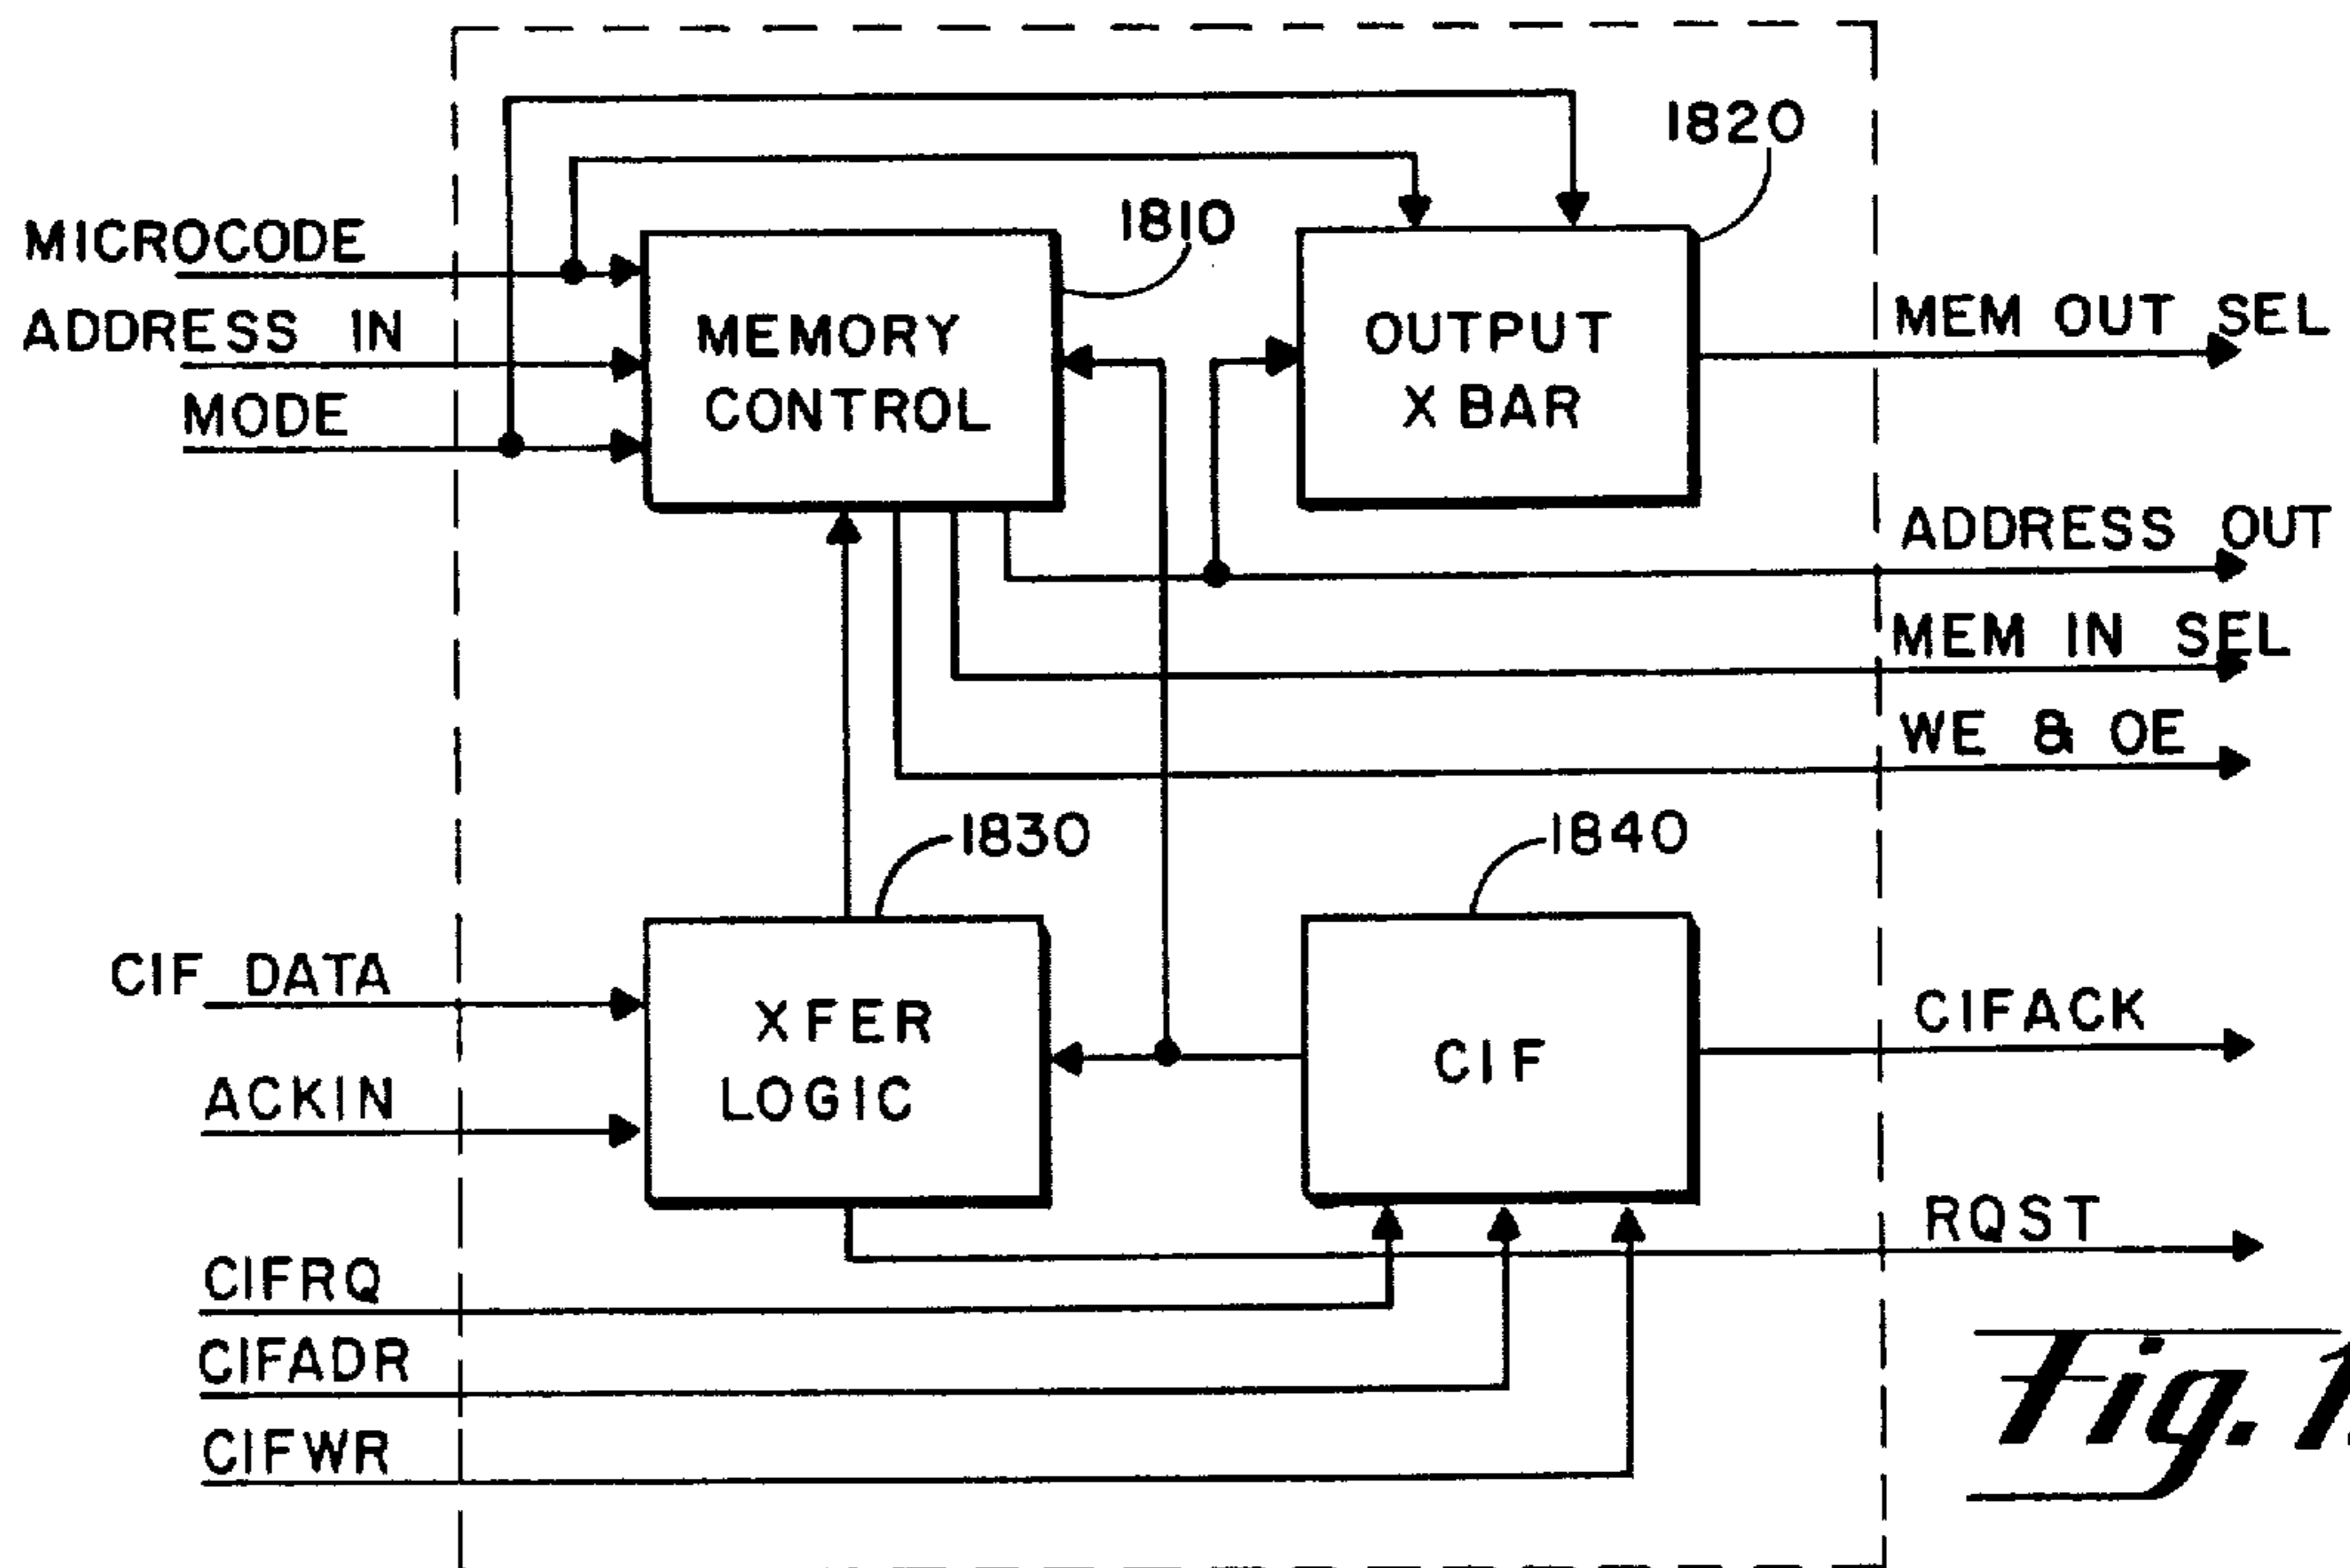 1820
1810
MICROCODE
ADDRESS IN
MODE
MEMORY
CONTROL
OUTPUT
X BAR
MEM OUT SEL
ADDRESS OUT
MEM IN SEL
WE & OE
1830
1840
CIF DATA
ACKIN
XFER
LOGIC
CIF
CIFACK
RQST
CIFRQ
CIFADR
CIFWR
Fig.